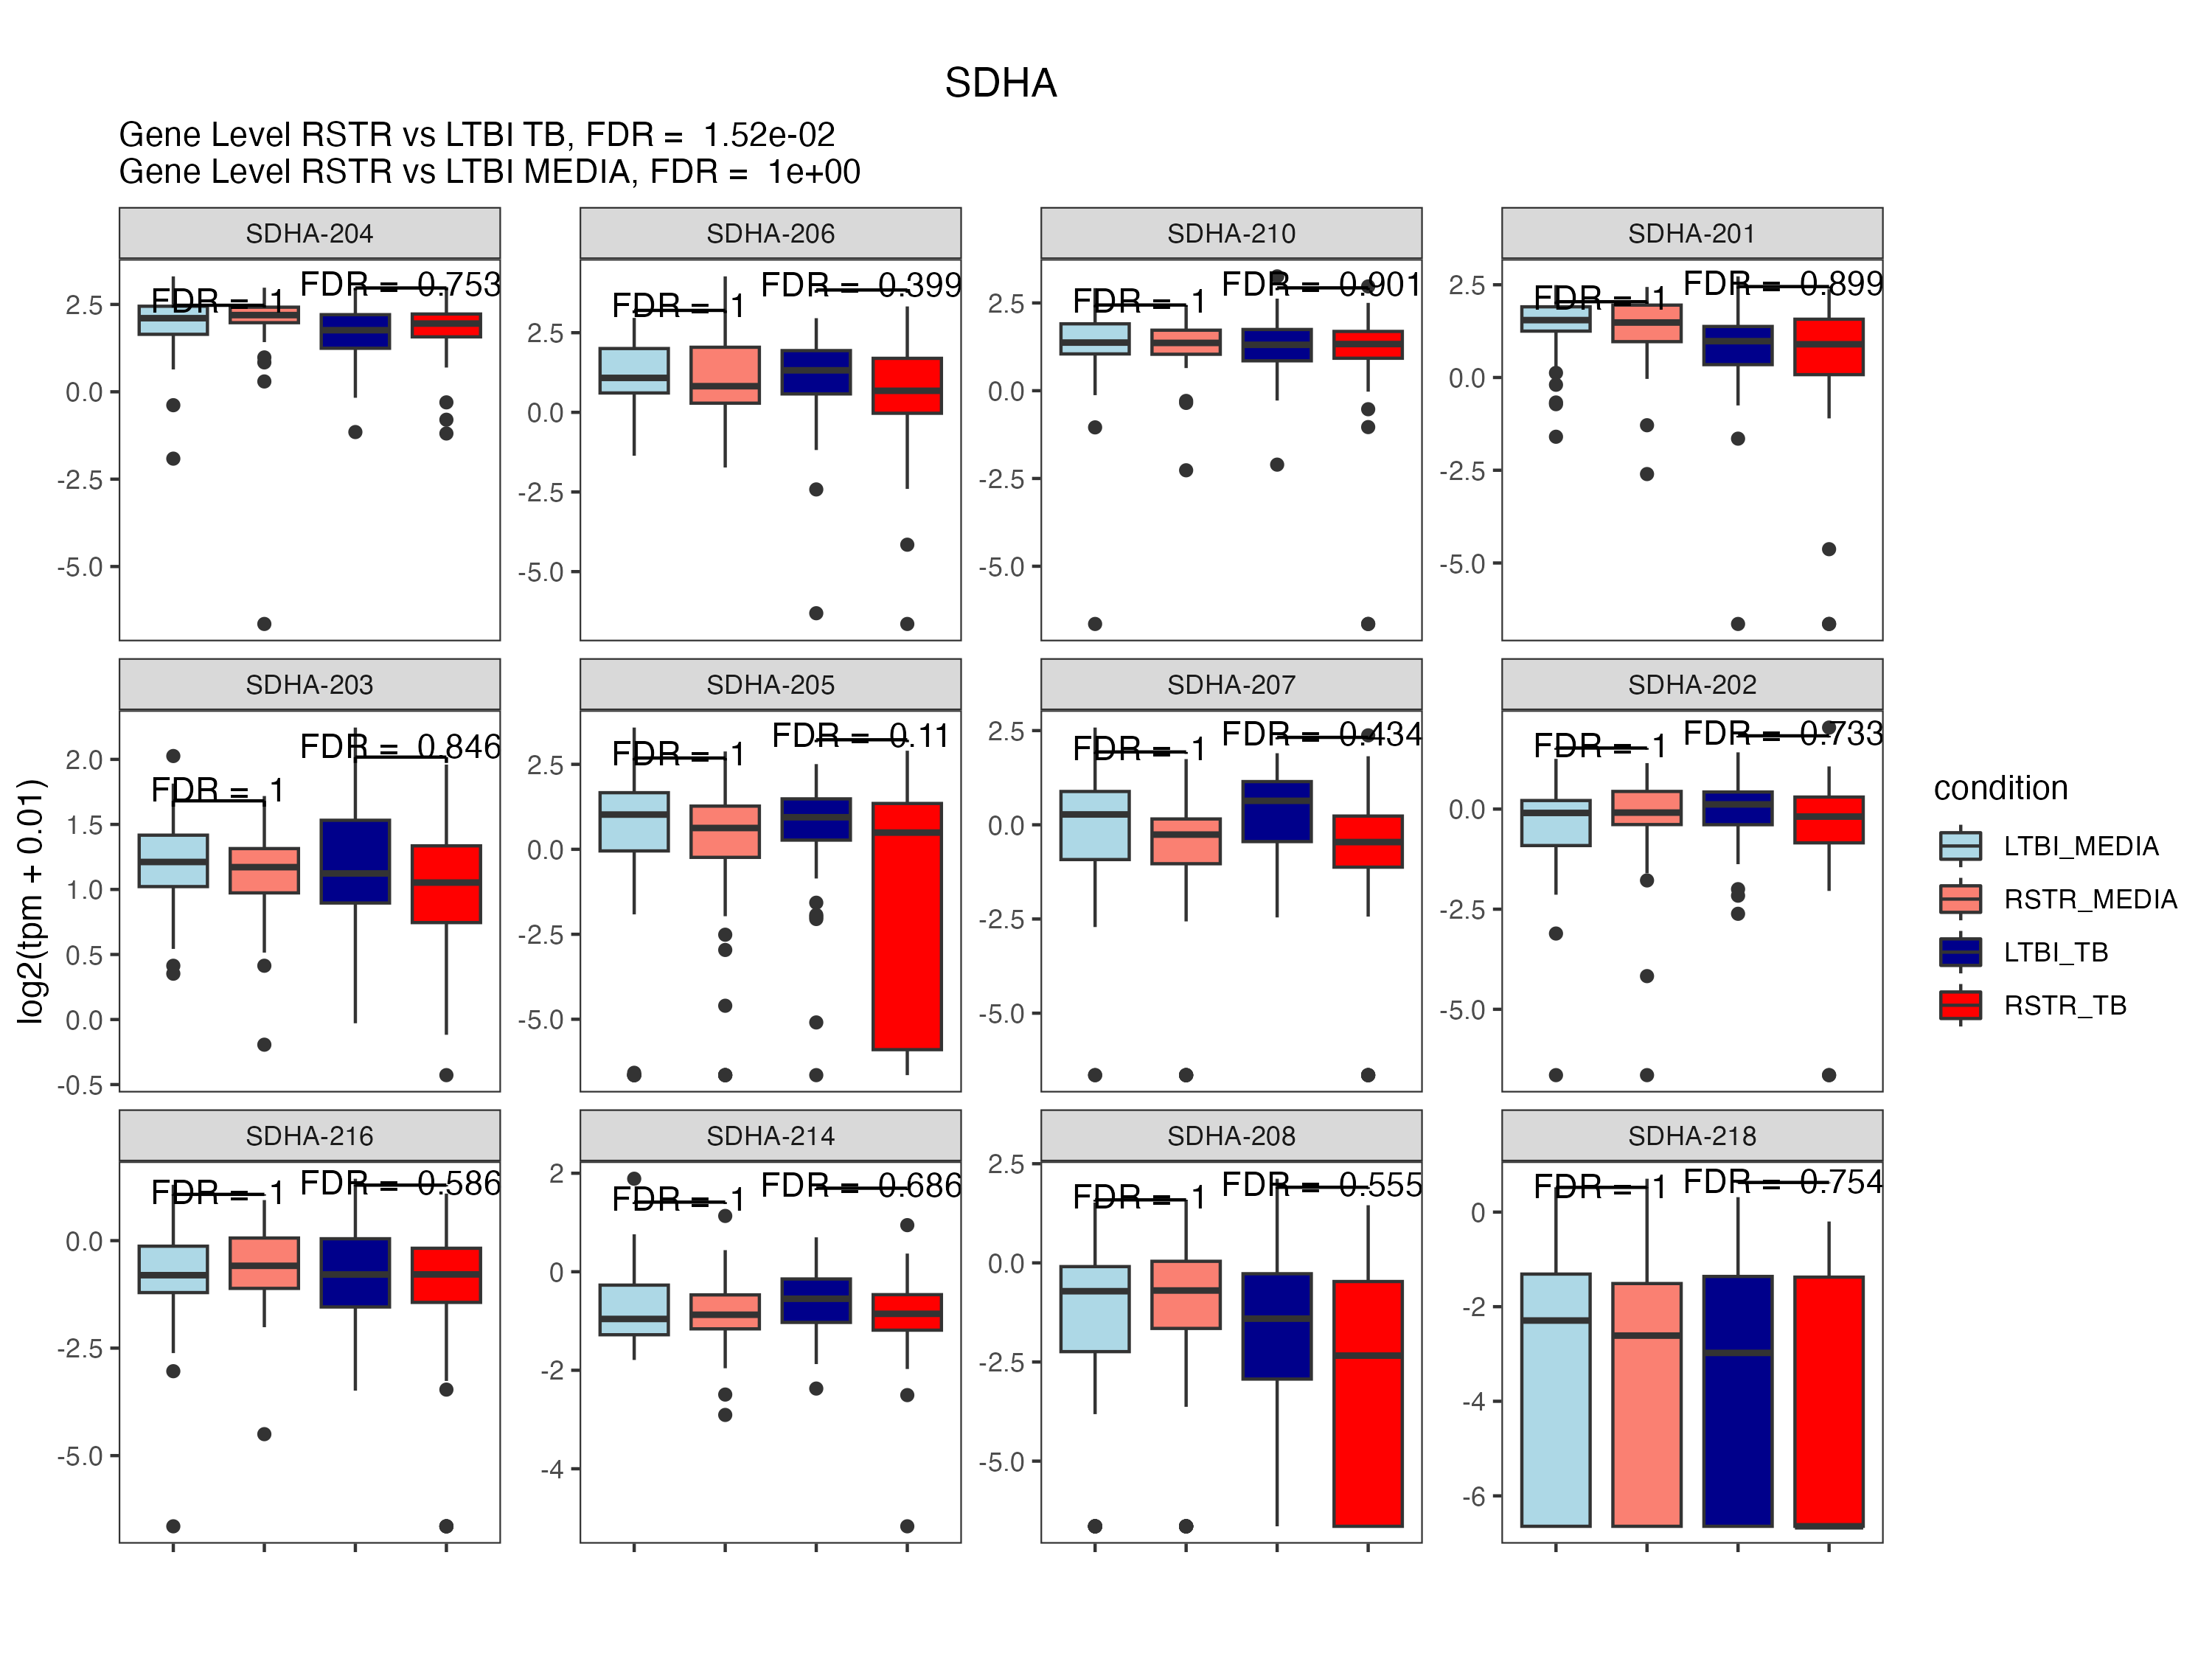 SDHA
Gene Level RSTR vs LTBI TB, FDR =  1.52e-02
Gene Level RSTR vs LTBI MEDIA, FDR =  1e+00
SDHA-204
SDHA-206
SDHA-210
SDHA-201
FDR =  1
FDR =  0.753
FDR =  1
FDR =  0.399
FDR =  1
FDR =  0.901
FDR =  1
FDR =  0.899
2.5
0.0
-2.5
-5.0
2.5
0.0
-2.5
-5.0
2.5
0.0
-2.5
-5.0
2.5
0.0
-2.5
-5.0
SDHA-203
SDHA-205
SDHA-207
SDHA-202
FDR =  1
FDR =  0.846
FDR =  1
FDR =  0.11
FDR =  1
FDR =  0.434
FDR =  1
FDR =  0.733
2.0
1.5
1.0
0.5
0.0
-0.5
2.5
0.0
-2.5
-5.0
2.5
0.0
-2.5
-5.0
0.0
-2.5
-5.0
SDHA-216
SDHA-214
SDHA-208
SDHA-218
FDR =  1
FDR =  0.586
FDR =  1
FDR =  0.686
FDR =  1
FDR =  0.555
FDR =  1
FDR =  0.754
0.0
-2.5
-5.0
2
0
-2
-4
2.5
0.0
-2.5
-5.0
0
-2
-4
-6
log2(tpm + 0.01)
condition
LTBI_MEDIA
RSTR_MEDIA
LTBI_TB
RSTR_TB